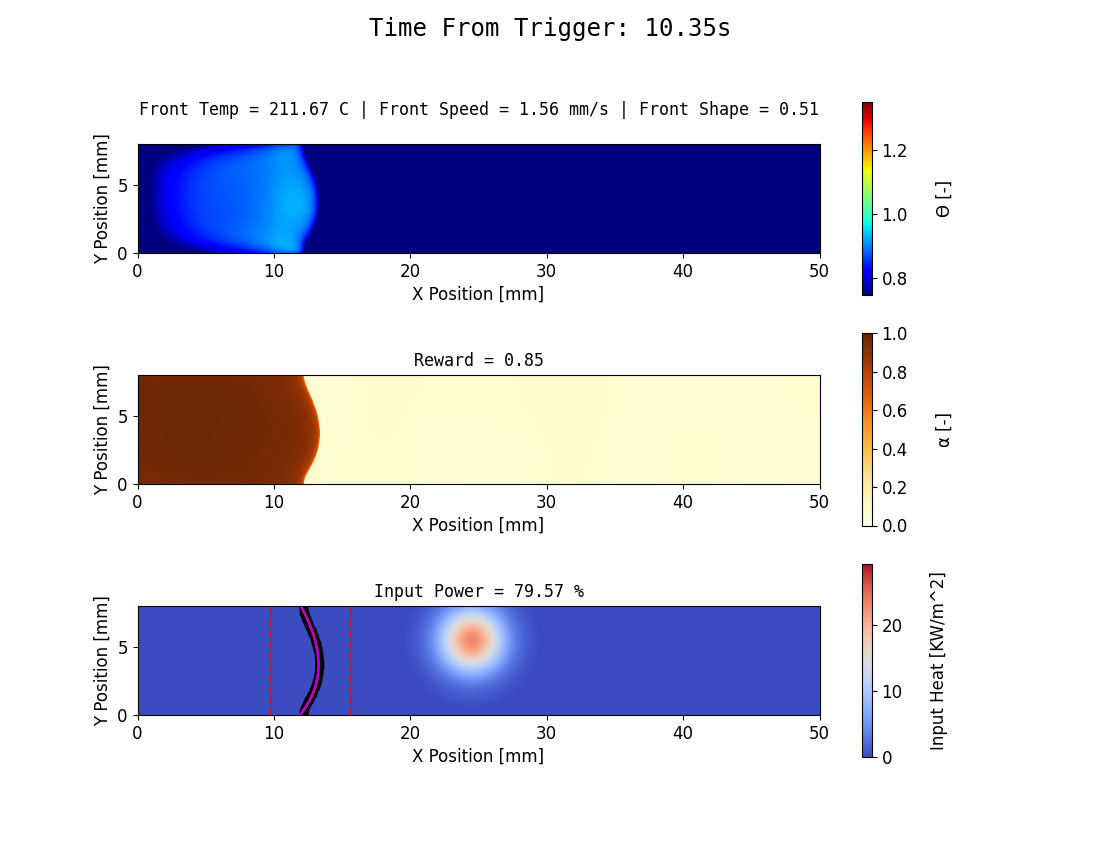 Time From Trigger: 10.35s
Front Temp = 211.67 C | Front Speed = 1.56 mm/s | Front Shape = 0.51
Y Position [mm]
5
0
0 10 20 30 40 50
X Position [mm]
1.2
1.0
0.8
Θ [-]
Reward = 0.85
Y Position [mm]
5
0
0 10 20 30 40 50
X Position [mm]
1.0
0.8
0.6
0.4
0.2
0.0
α [-]
Input Power = 79.57 %
Y Position [mm]
5
0
0 10 20 30 40 50
X Position [mm]
20
10
0
Input Heat [KW/m^2]